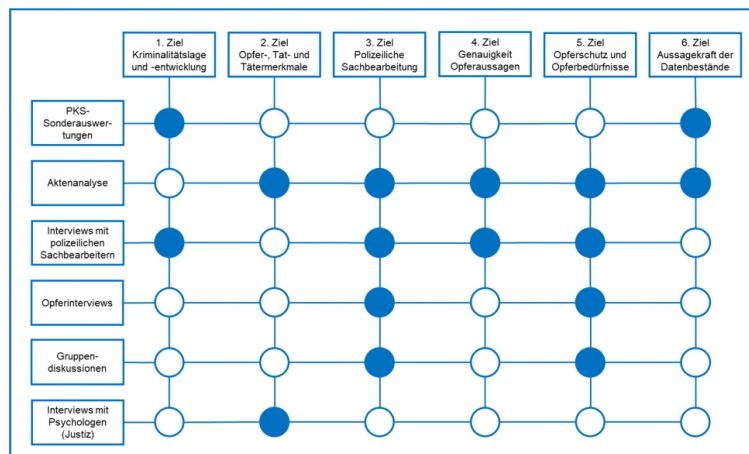 1. Ziel
Kriminalitätslage
und -entwicklung
2. Ziel
Opfer-, Tat- und
Tätermerkmale
3. Ziel
Polizeiliche
Sachbearbeitung
4. Ziel
Genauigkeit
Opferaussagen
5. Ziel
Opferschutz und
Opferbedürfnisse
6. Ziel
Aussagekraft der
Datenbestände
PKS-
Sonderauswer-
tungen
Aktenanalyse
Interviews mit
polizeilichen
Sachbearbeitern
Opferinterviews
Gruppen-
diskussionen
Interviews mit
Psychologen
(Justiz)